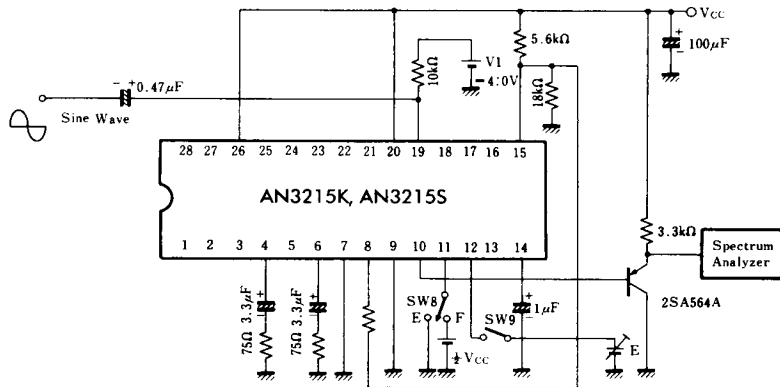 VCC
5.6kΩ
+
−
100μF
− + 0.47μF
10kΩ
V1
=4.0V
18kΩ
Sine Wave
28 27 26 25 24 23 22 21 20 19 18 17 16 15
AN3215K, AN3215S
1 2 3 4 5 6 7 8 9 10 11 12 13 14
3.3kΩ
Spectrum
Analyzer
2SA564A
+
−
3.3μF
75Ω
+
−
3.3μF
75Ω
SW8
E F
½ VCC
SW9
+
−
1μF
E